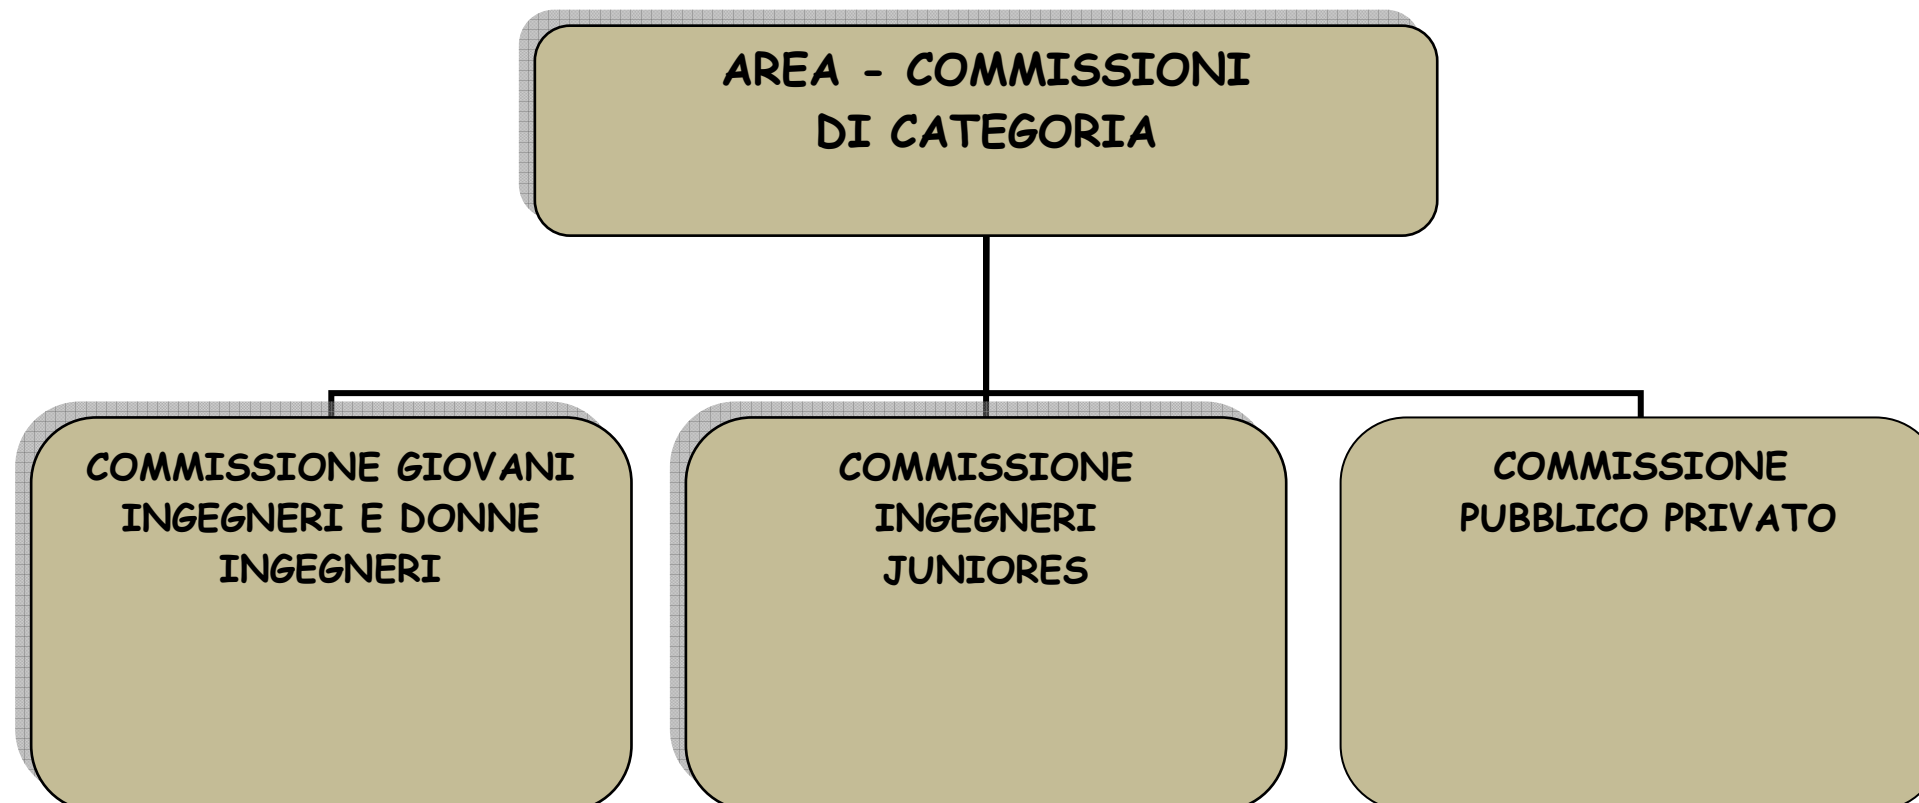 AREA - COMMISSIONI
DI CATEGORIA
COMMISSIONE GIOVANI
INGEGNERI E DONNE
INGEGNERI
COMMISSIONE
INGEGNERI
JUNIORES
COMMISSIONE
PUBBLICO PRIVATO